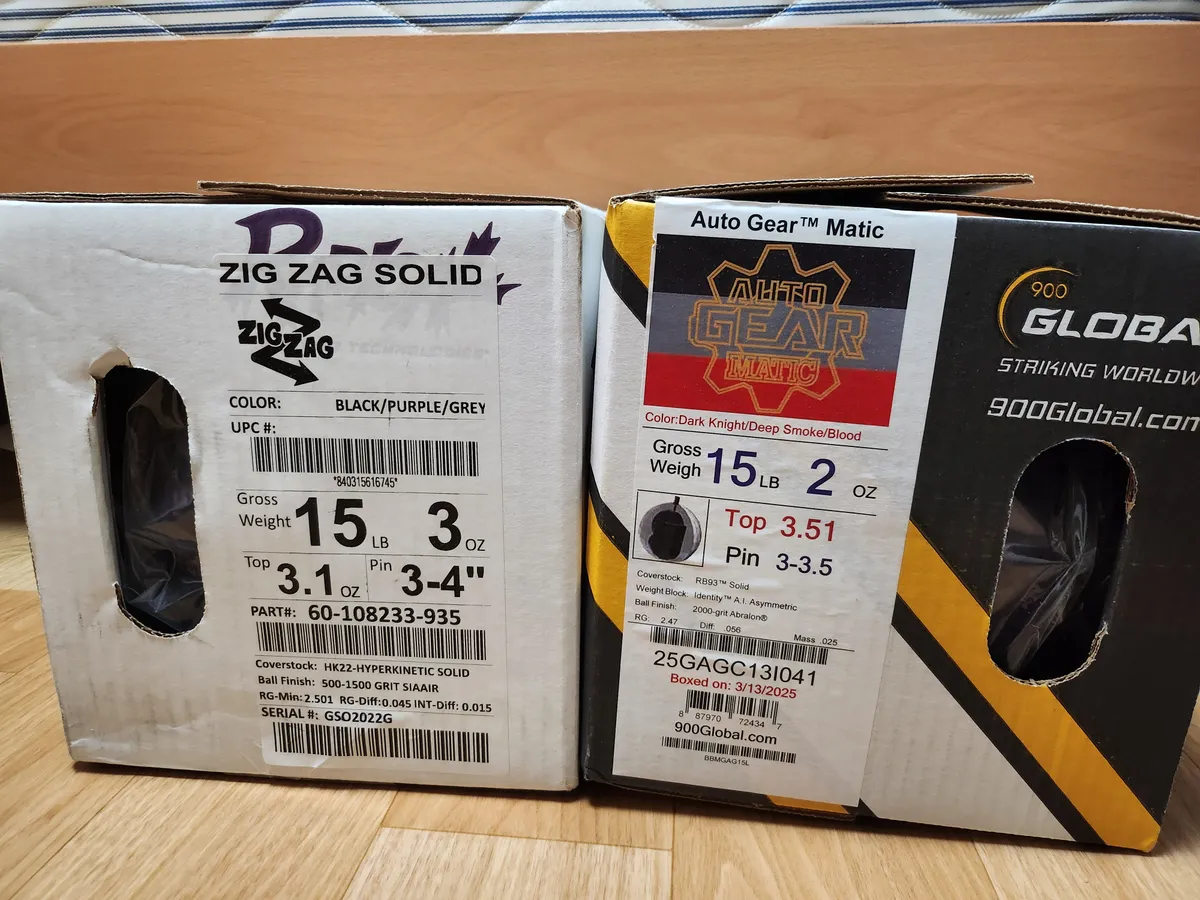 ZIG ZAG SOLID
ZIG
ZAG
TECHNOLOGIES
COLOR: BLACK/PURPLE/GREY
UPC #:
*840315616745*
Gross Weight 15 LB 3 OZ
Top 3.1 OZ Pin 3-4"
PART#: 60-108233-935
Coverstock: HK22-HYPERKINETIC SOLID
Ball Finish: 500-1500 GRIT SIAAIR
RG-Min: 2.501 RG-Diff: 0.045 INT-Diff: 0.015
SERIAL #: GSO2022G
Auto Gear™ Matic
AUTO
GEAR
MATIC
Color:Dark Knight/Deep Smoke/Blood
Gross Weigh 15 LB 2 OZ
Top 3.51
Pin 3-3.5
Coverstock: RB93™ Solid
Weight Block: Identity™ A.I. Asymmetric
Ball Finish: 2000-grit Abralon®
RG: 2.47 Diff: .056 Mass .025
25GAGC13I041
Boxed on: 3/13/2025
8 87970 72434 7
900Global.com
BBMGAG15L
900
GLOBA
STRIKING WORLDW
900Global.com